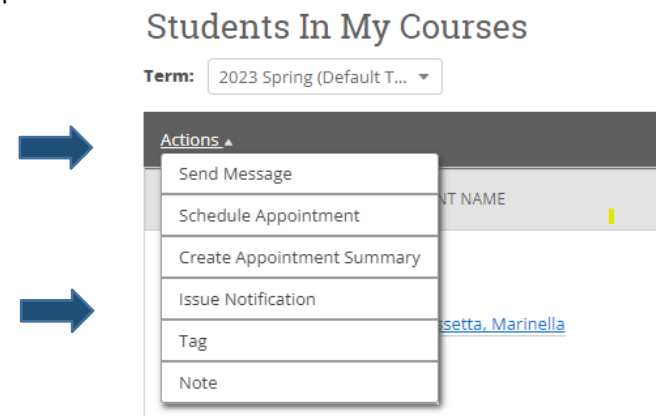 Students In My Courses
Term: 2023 Spring (Default T...
Actions
Send Message
NT NAME
Schedule Appointment
Create Appointment Summary
Issue Notification
ssetta, Marinella
Tag
Note